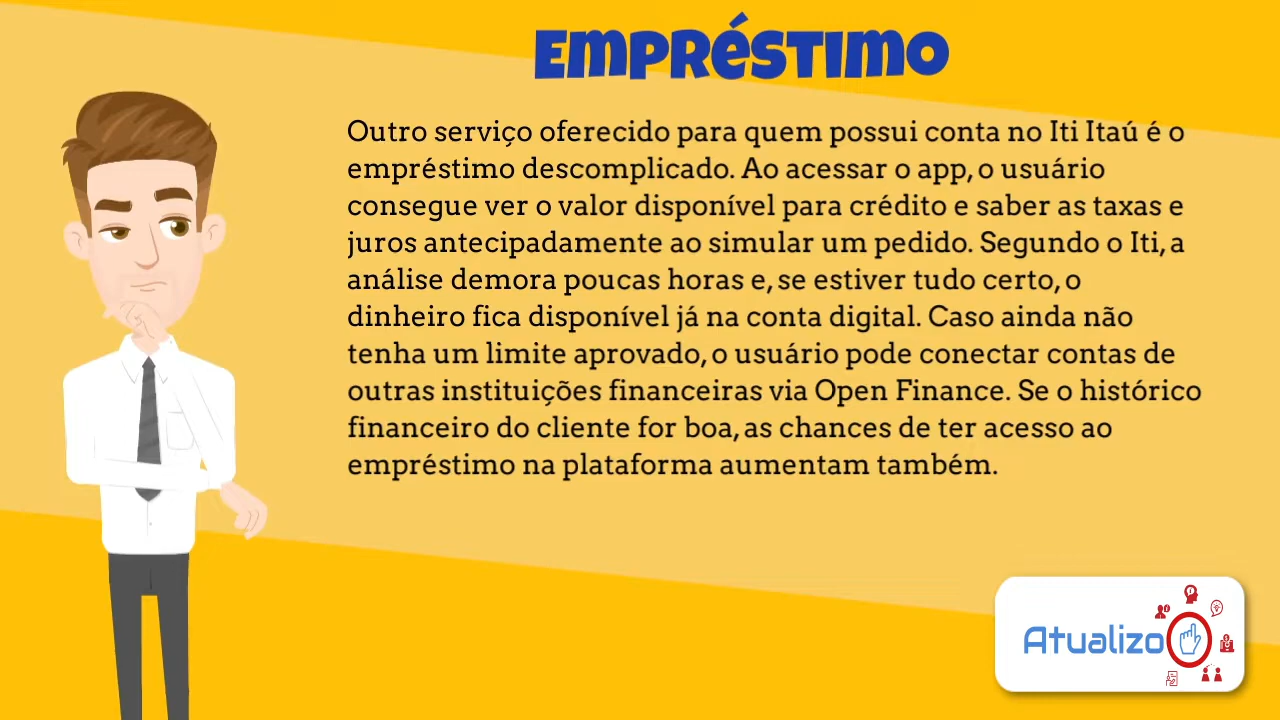 Empréstimo
Outro serviço oferecido para quem possui conta no Iti Itaú é o
empréstimo descomplicado. Ao acessar o app, o usuário
consegue ver o valor disponível para crédito e saber as taxas e
juros antecipadamente ao simular um pedido. Segundo o Iti, a
análise demora poucas horas e, se estiver tudo certo, o
dinheiro fica disponível já na conta digital. Caso ainda não
tenha um limite aprovado, o usuário pode conectar contas de
outras instituições financeiras via Open Finance. Se o histórico
financeiro do cliente for boa, as chances de ter acesso ao
empréstimo na plataforma aumentam também.
Atualizo